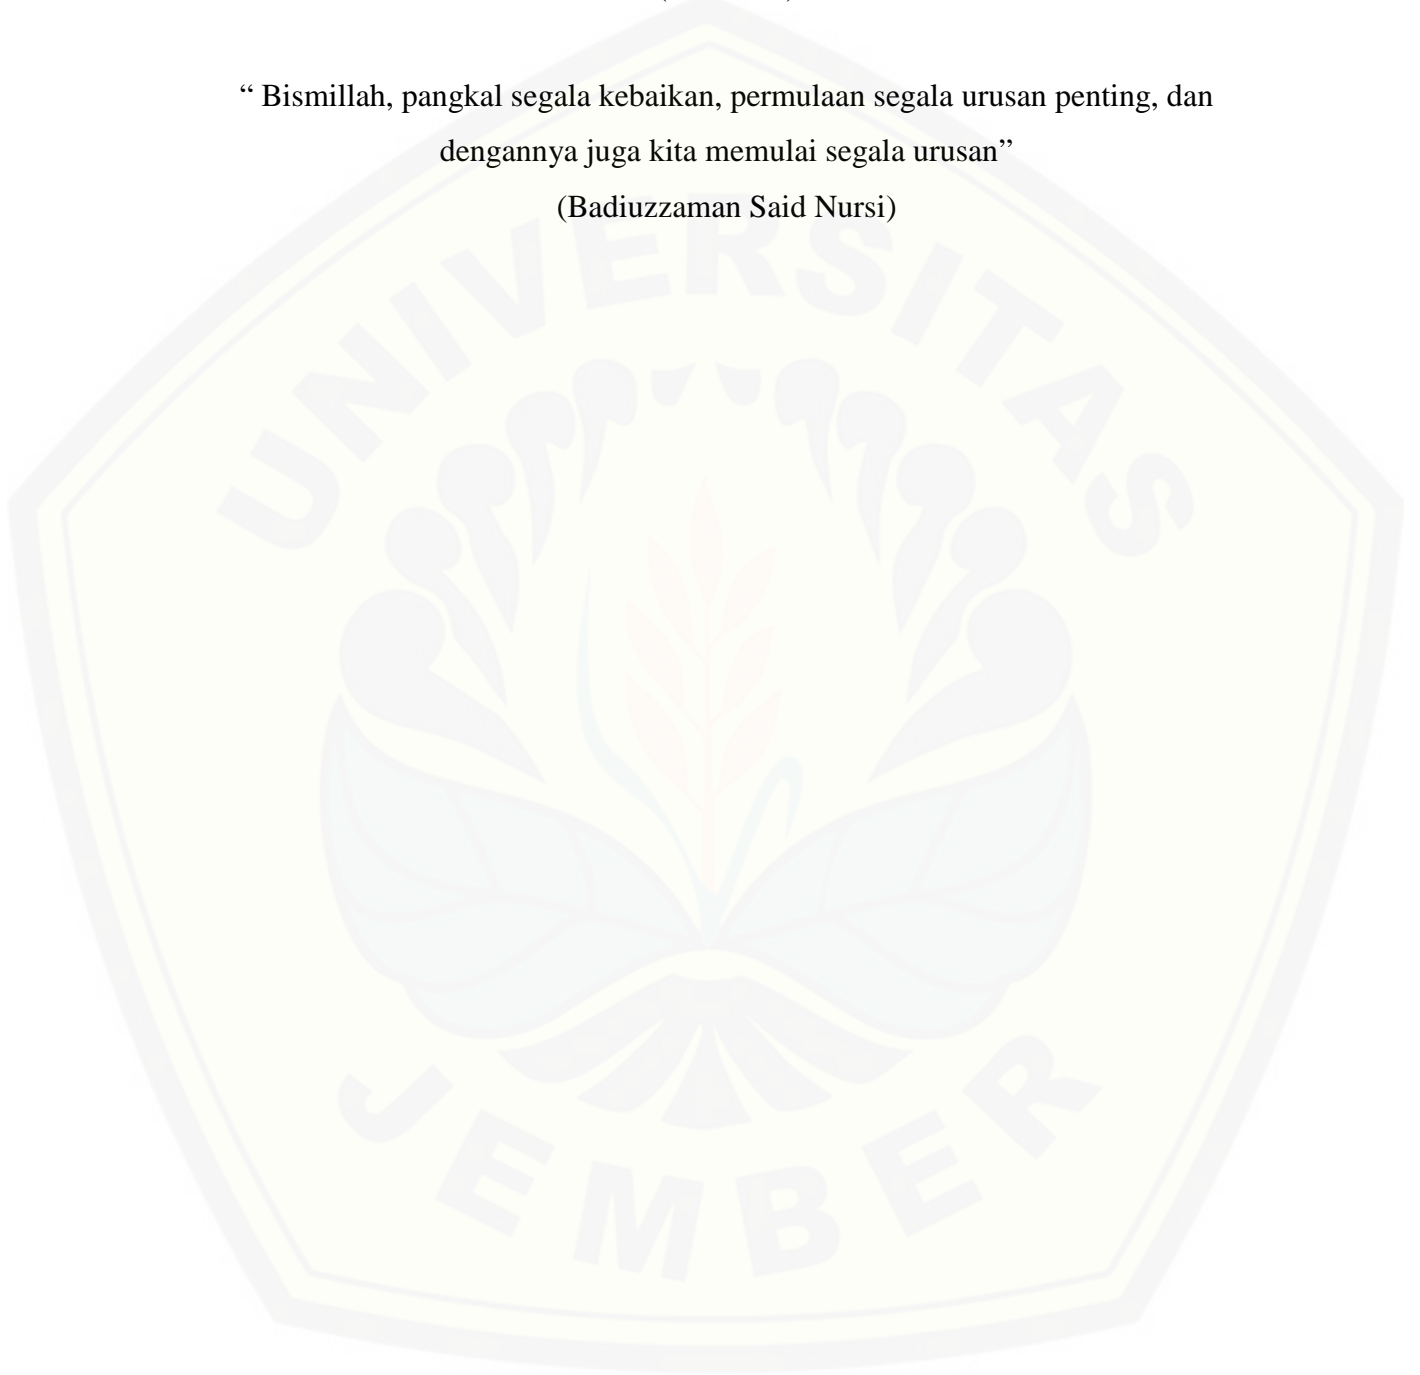 “ Bismillah, pangkal segala kebaikan, permulaan segala urusan penting, dan
dengannya juga kita memulai segala urusan”
(Badiuzzaman Said Nursi)
UNIVERSITAS
JEMBER